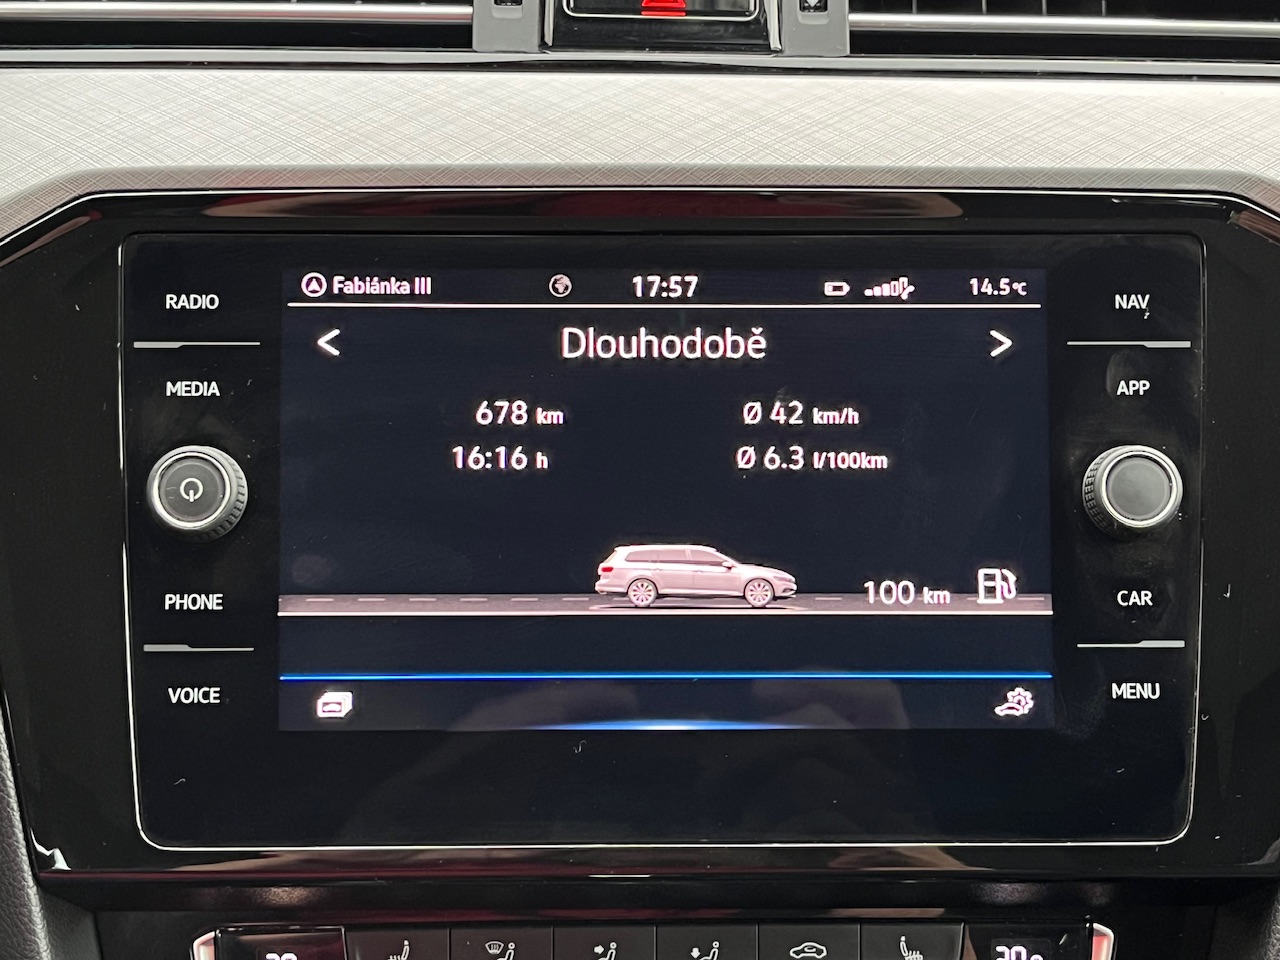 Fabiánka III 17:57 14.5°C
Dlouhodobě
678 km Ø 42 km/h
16:16 h Ø 6.3 l/100km
100 km
RADIO
MEDIA
PHONE
VOICE
NAV
APP
CAR
MENU